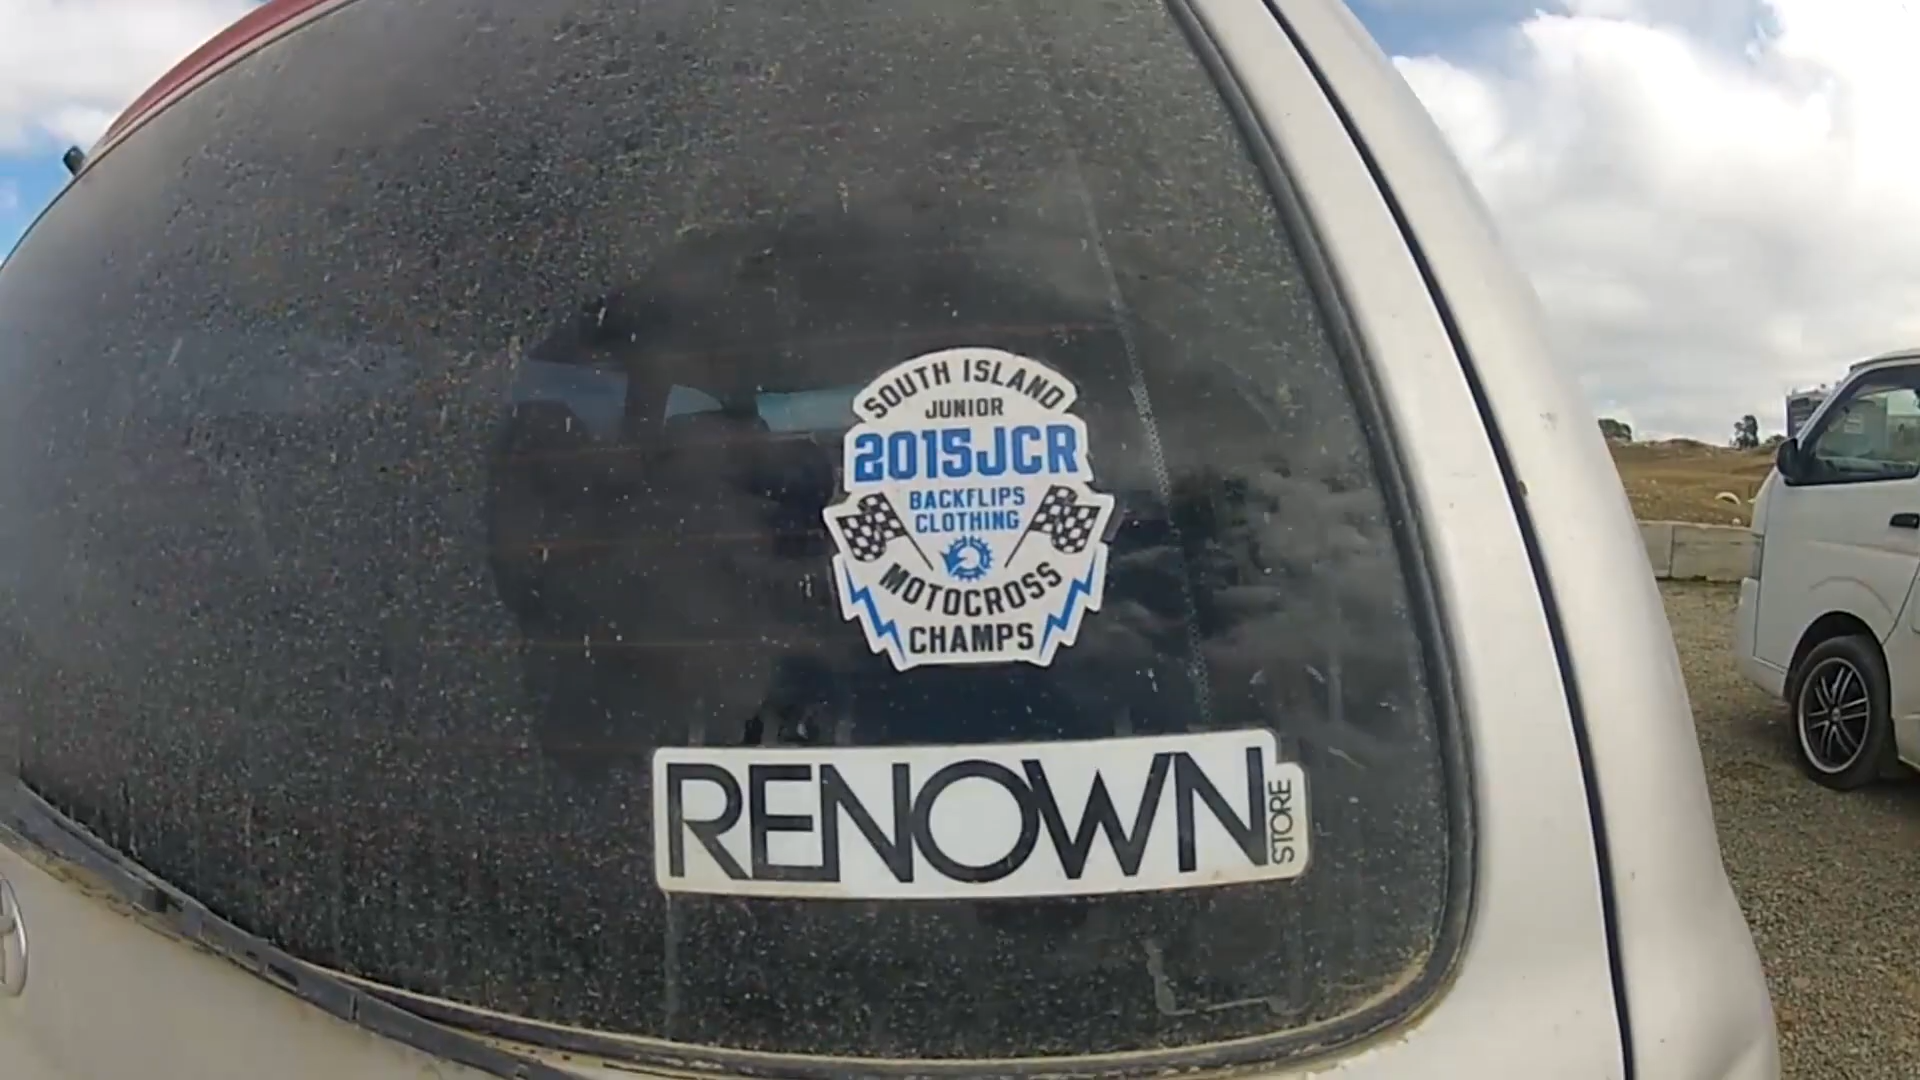 SOUTH ISLAND
JUNIOR
2015JCR
BACKFLIPS
CLOTHING
MOTOCROSS
CHAMPS
RENOWN
STORE